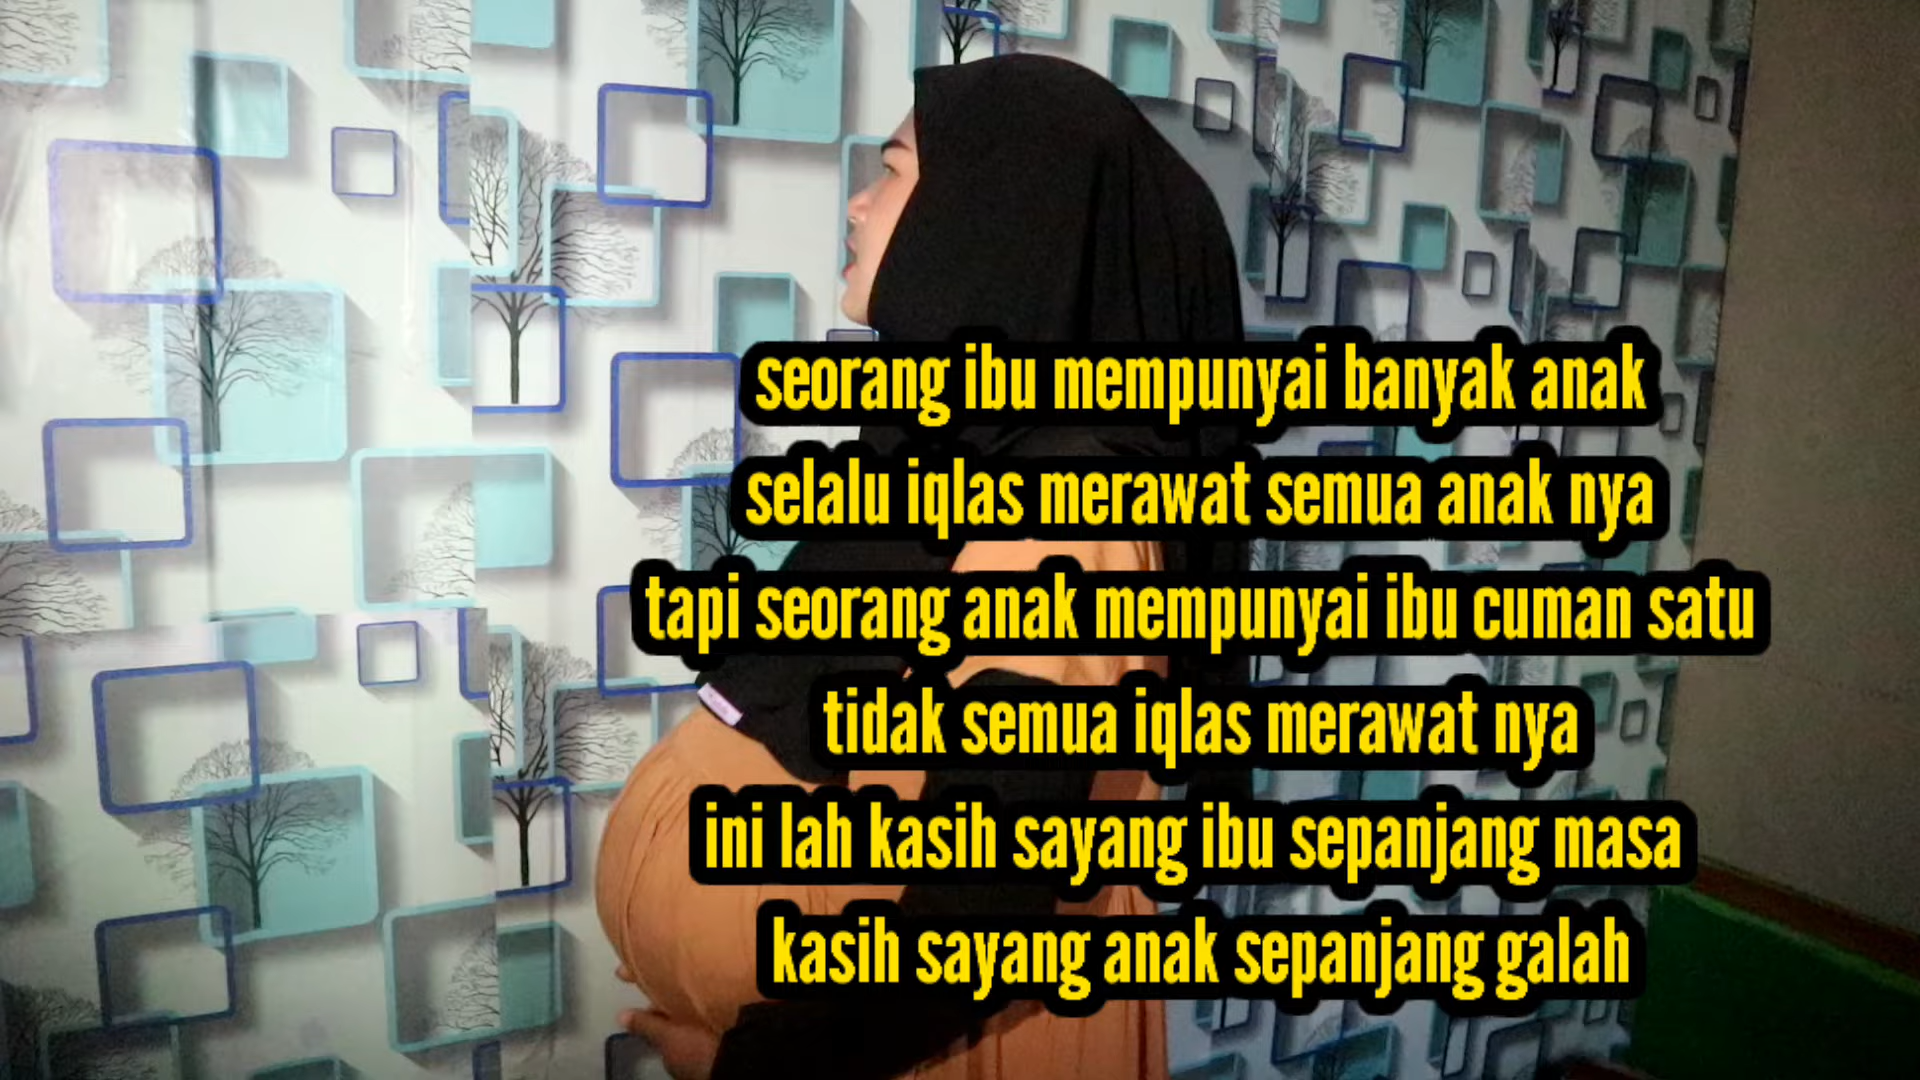 seorang ibu mempunyai banyak anak
selalu iqlas merawat semua anak nya
tapi seorang anak mempunyai ibu cuman satu
tidak semua iqlas merawat nya
ini lah kasih sayang ibu sepanjang masa
kasih sayang anak sepanjang galah